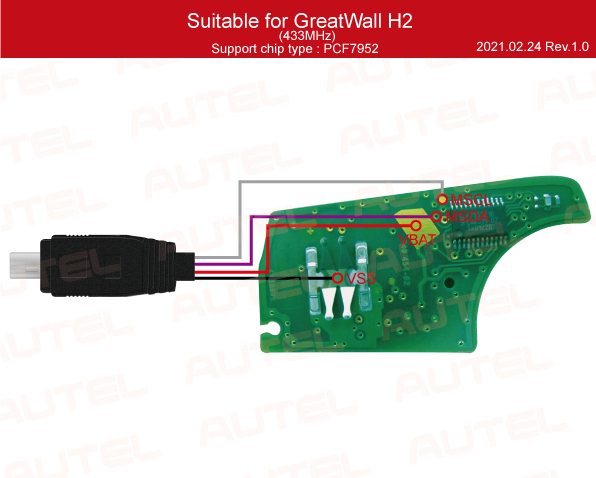 Suitable for GreatWall H2
(433MHz)
Support chip type : PCF7952
2021.02.24 Rev.1.0
AUTEL
MSCL
MSDA
VBAT
VSS